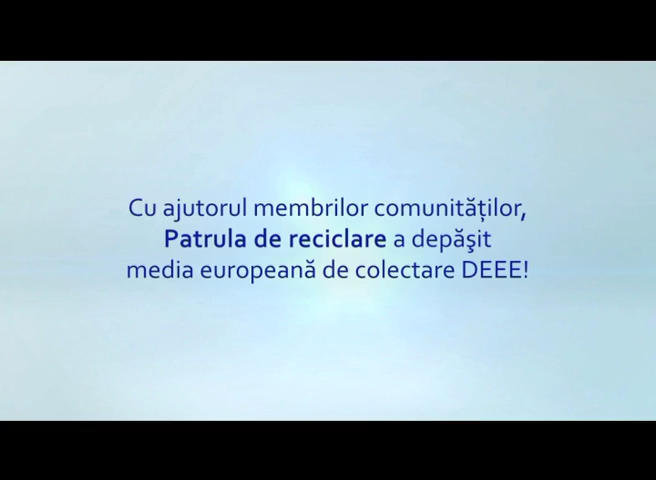 Cu ajutorul membrilor comunităților,
Patrula de reciclare a depăşit
media europeană de colectare DEEE!